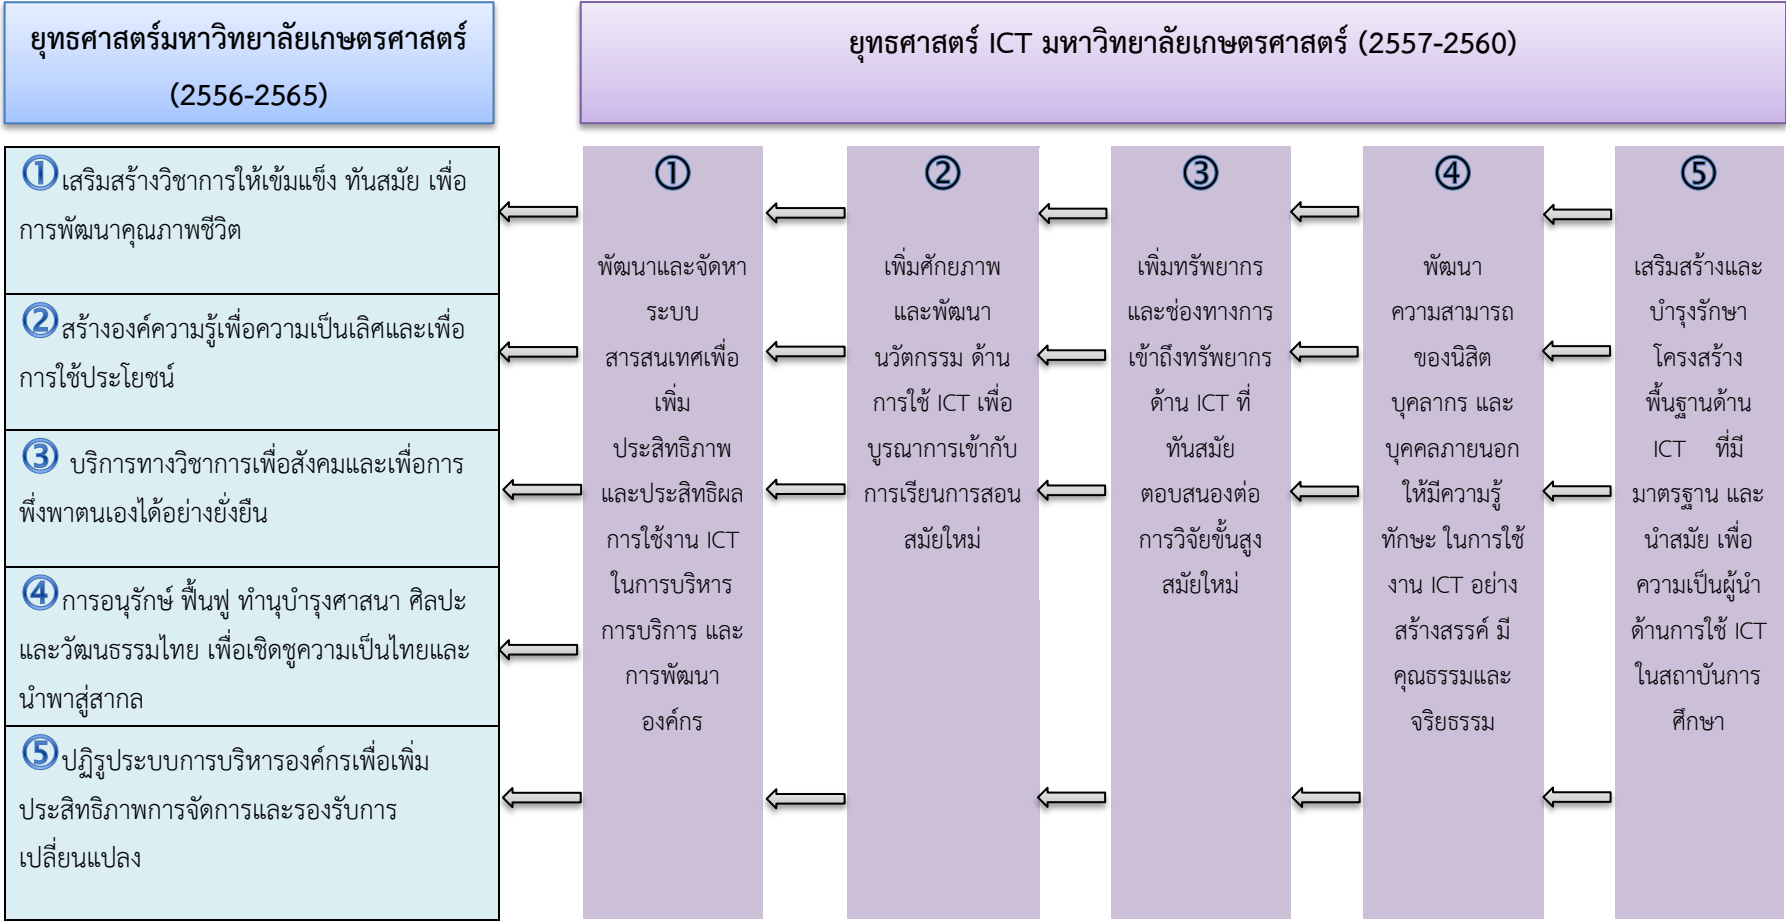 ยุทธศาสตร์มหาวิทยาลัยเกษตรศาสตร์
(2556-2565)
ยุทธศาสตร์ ICT มหาวิทยาลัยเกษตรศาสตร์ (2557-2560)
①เสริมสร้างวิชาการให้เข้มแข็ง ทันสมัย เพื่อ
การพัฒนาคุณภาพชีวิต
②สร้างองค์ความรู้เพื่อความเป็นเลิศและเพื่อ
การใช้ประโยชน์
③ บริการทางวิชาการเพื่อสังคมและเพื่อการ
พึ่งพาตนเองได้อย่างยั่งยืน
④การอนุรักษ์ ฟื้นฟู ทำนุบำรุงศาสนา ศิลปะ
และวัฒนธรรมไทย เพื่อเชิดชูความเป็นไทยและ
นำพาสู่สากล
⑤ปฏิรูประบบการบริหารองค์กรเพื่อเพิ่ม
ประสิทธิภาพการจัดการและรองรับการ
เปลี่ยนแปลง
①
พัฒนาและจัดหา
ระบบ
สารสนเทศเพื่อ
เพิ่ม
ประสิทธิภาพ
และประสิทธิผล
การใช้งาน ICT
ในการบริหาร
การบริการ และ
การพัฒนา
องค์กร
②
เพิ่มศักยภาพ
และพัฒนา
นวัตกรรม ด้าน
การใช้ ICT เพื่อ
บูรณาการเข้ากับ
การเรียนการสอน
สมัยใหม่
③
เพิ่มทรัพยากร
และช่องทางการ
เข้าถึงทรัพยากร
ด้าน ICT ที่
ทันสมัย
ตอบสนองต่อ
การวิจัยขั้นสูง
สมัยใหม่
④
พัฒนา
ความสามารถ
ของนิสิต
บุคลากร และ
บุคคลภายนอก
ให้มีความรู้
ทักษะ ในการใช้
งาน ICT อย่าง
สร้างสรรค์ มี
คุณธรรมและ
จริยธรรม
⑤
เสริมสร้างและ
บำรุงรักษา
โครงสร้าง
พื้นฐานด้าน
ICT ที่มี
มาตรฐาน และ
นำสมัย เพื่อ
ความเป็นผู้นำ
ด้านการใช้ ICT
ในสถาบันการ
ศึกษา